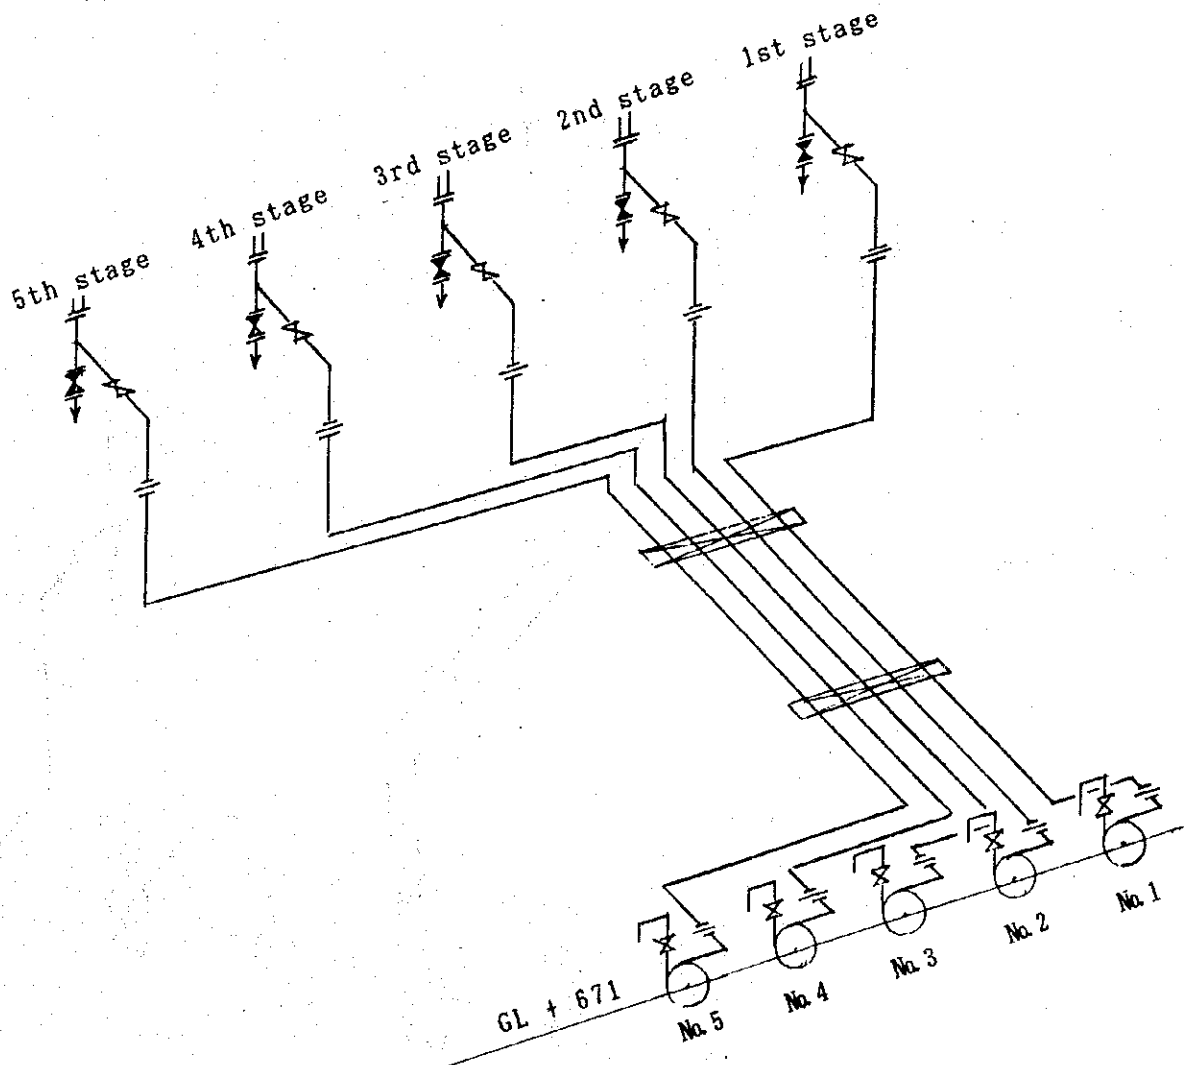 1st stage
2nd stage
3rd stage
4th stage
5th stage
No. 1
No. 2
No. 3
No. 4
No. 5
GL + 671